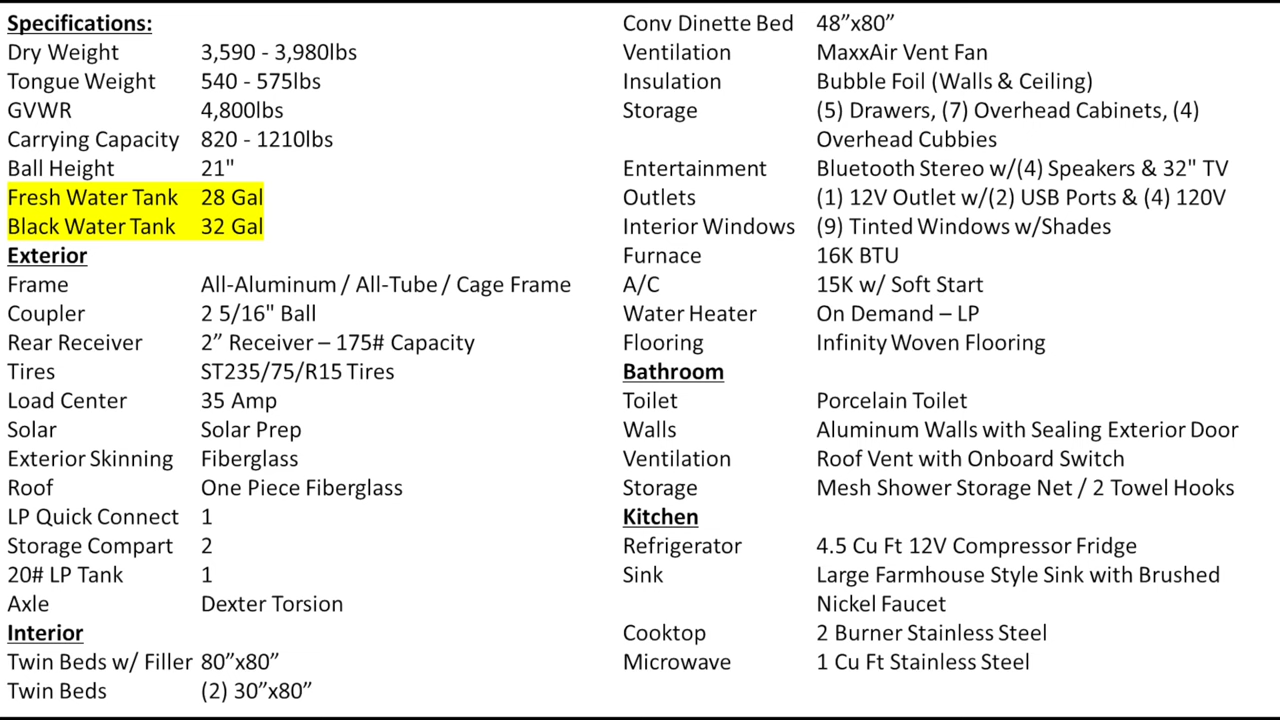 Specifications:
Dry Weight 3,590 - 3,980lbs
Tongue Weight 540 - 575lbs
GVWR 4,800lbs
Carrying Capacity 820 - 1210lbs
Ball Height 21"
Fresh Water Tank 28 Gal
Black Water Tank 32 Gal
Exterior
Frame All-Aluminum / All-Tube / Cage Frame
Coupler 2 5/16" Ball
Rear Receiver 2” Receiver – 175# Capacity
Tires ST235/75/R15 Tires
Load Center 35 Amp
Solar Solar Prep
Exterior Skinning Fiberglass
Roof One Piece Fiberglass
LP Quick Connect 1
Storage Compart 2
20# LP Tank 1
Axle Dexter Torsion
Interior
Twin Beds w/ Filler 80”x80”
Twin Beds (2) 30”x80”
Conv Dinette Bed 48”x80”
Ventilation MaxxAir Vent Fan
Insulation Bubble Foil (Walls & Ceiling)
Storage (5) Drawers, (7) Overhead Cabinets, (4)
Overhead Cubbies
Entertainment Bluetooth Stereo w/(4) Speakers & 32" TV
Outlets (1) 12V Outlet w/(2) USB Ports & (4) 120V
Interior Windows (9) Tinted Windows w/Shades
Furnace 16K BTU
A/C 15K w/ Soft Start
Water Heater On Demand – LP
Flooring Infinity Woven Flooring
Bathroom
Toilet Porcelain Toilet
Walls Aluminum Walls with Sealing Exterior Door
Ventilation Roof Vent with Onboard Switch
Storage Mesh Shower Storage Net / 2 Towel Hooks
Kitchen
Refrigerator 4.5 Cu Ft 12V Compressor Fridge
Sink Large Farmhouse Style Sink with Brushed
Nickel Faucet
Cooktop 2 Burner Stainless Steel
Microwave 1 Cu Ft Stainless Steel